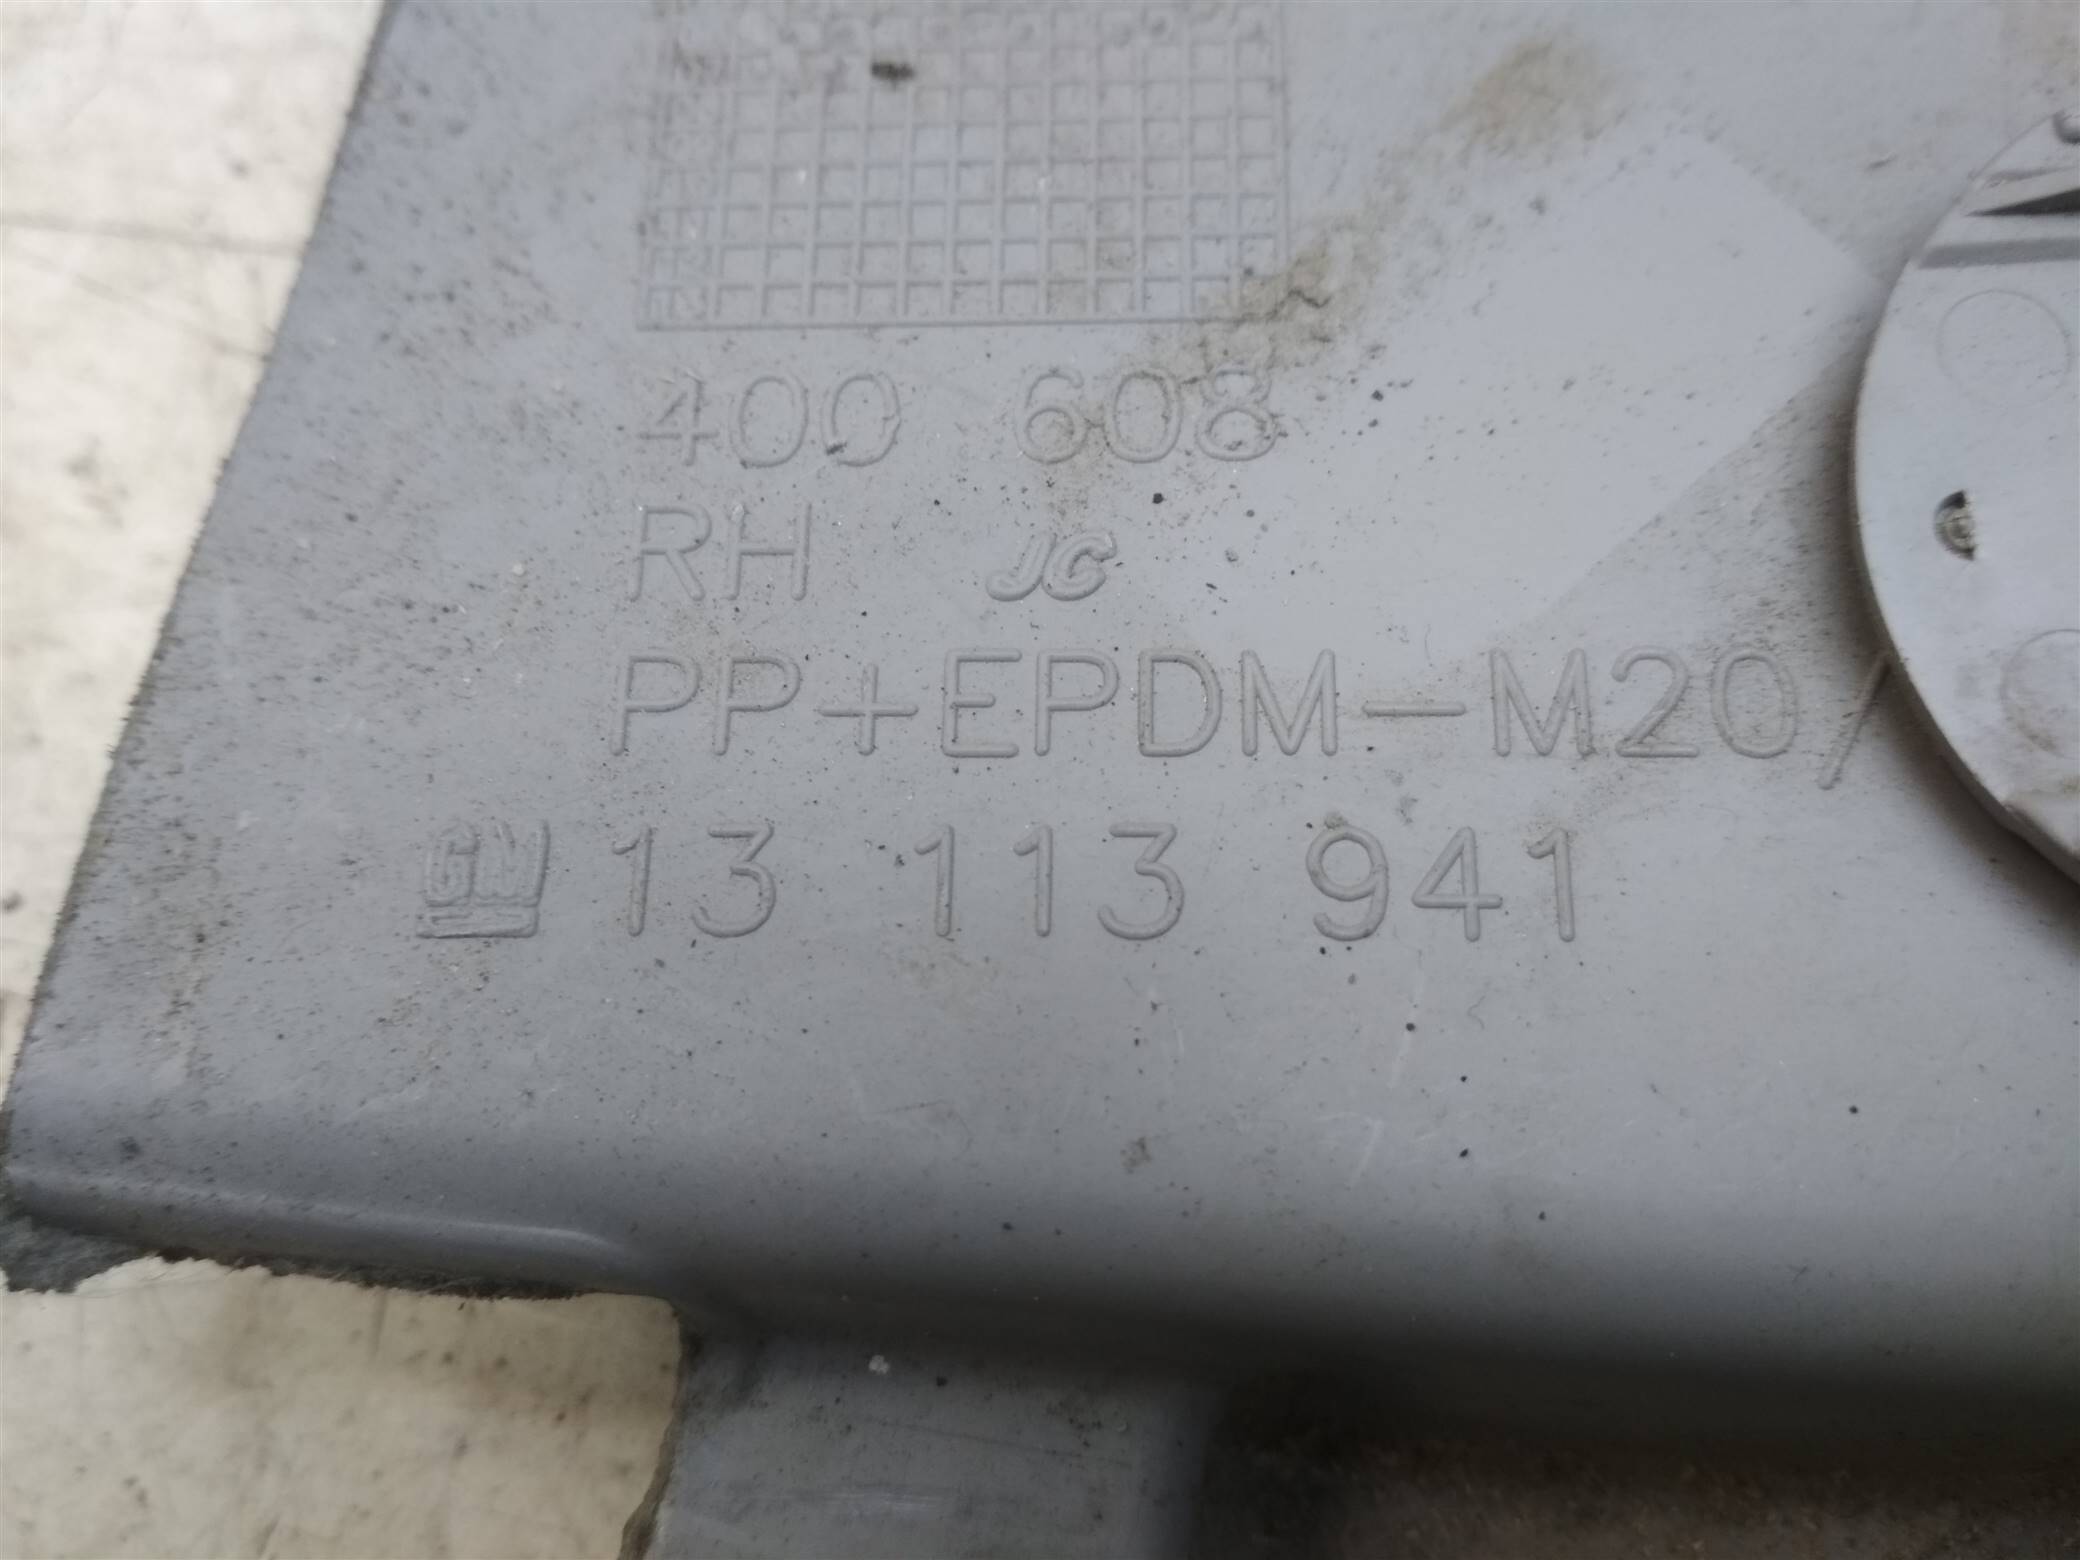 400 608
RH JC
PP+EPDM-M20/
GM 13 113 941